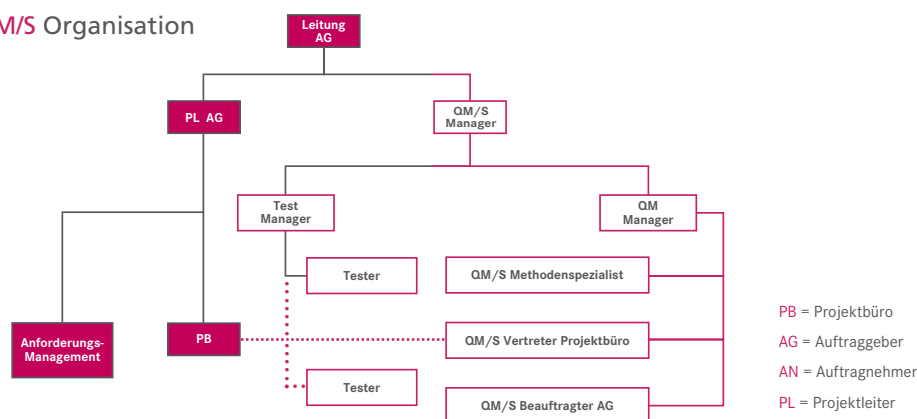 M/S Organisation
Leitung
AG
PL AG
QM/S
Manager
Test
Manager
QM
Manager
Tester
QM/S Methodenspezialist
Anforderungs-
Management
PB
QM/S Vertreter Projektbüro
Tester
QM/S Beauftragter AG
PB = Projektbüro
AG = Auftraggeber
AN = Auftragnehmer
PL = Projektleiter